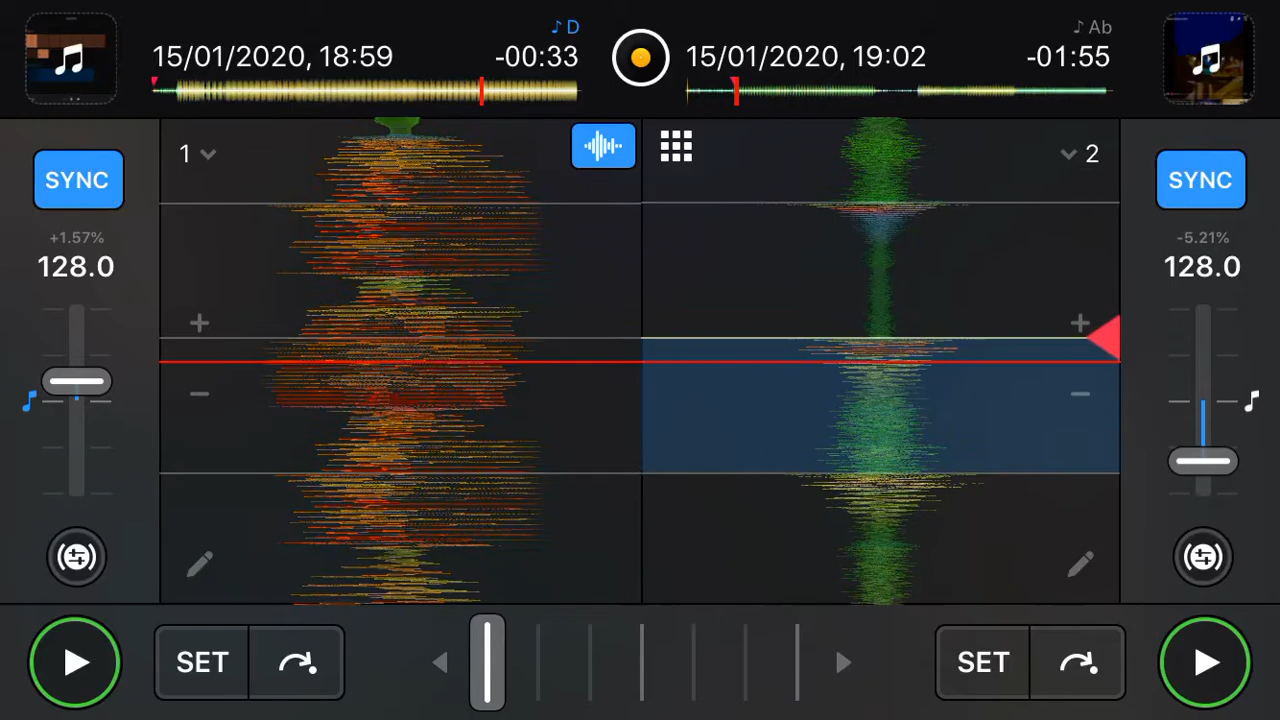 ♪ D
15/01/2020, 18:59 -00:33
♪ Ab
15/01/2020, 19:02 -01:55
1
2
SYNC
+1.57%
128.0
SYNC
-5.21%
128.0
SET
SET